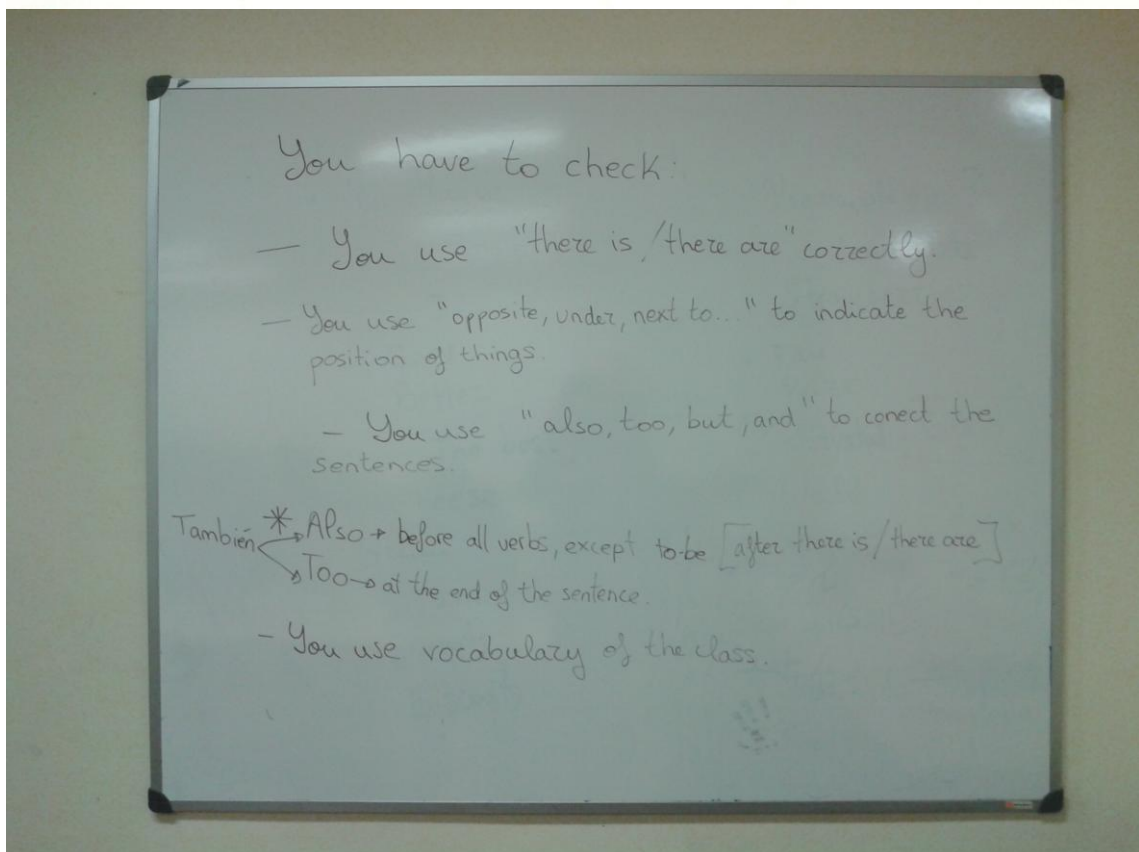 You have to check:
— You use "there is/there are" correctly.
— You use "opposite, under, next to..." to indicate the
position of things.
- You use "also, too, but, and" to conect the
sentences.
También * Also → before all verbs, except to be [after there is/there are]
Too → at the end of the sentence.
- You use vocabulary of the class.